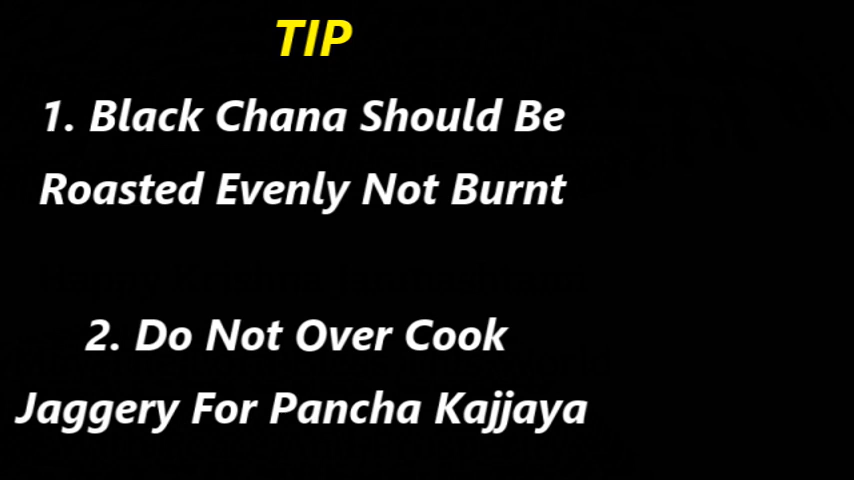 TIP
1. Black Chana Should Be
Roasted Evenly Not Burnt
2. Do Not Over Cook
Jaggery For Pancha Kajjaya